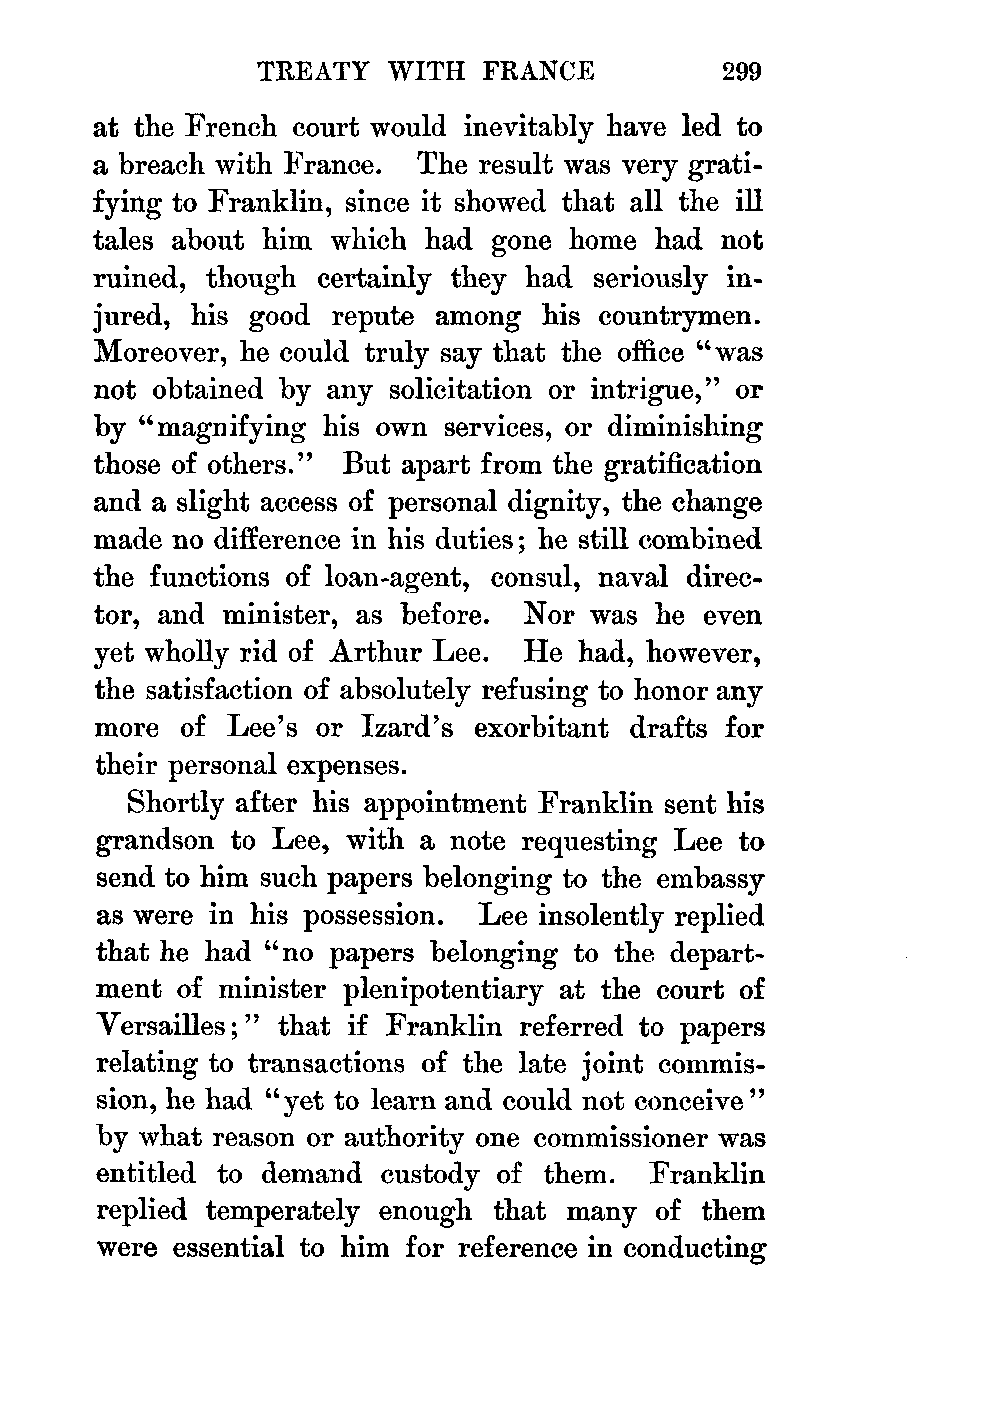 TREATY WITH FRANCE 299
at the French court would inevitably have led to
a breach with France. The result was very grati-
fying to Franklin, since it showed that all the ill
tales about him which had gone home had not
ruined, though certainly they had seriously in-
jured, his good repute among his countrymen.
Moreover, he could truly say that the office “was
not obtained by any solicitation or intrigue,” or
by “magnifying his own services, or diminishing
those of others.” But apart from the gratification
and a slight access of personal dignity, the change
made no difference in his duties; he still combined
the functions of loan-agent, consul, naval direc-
tor, and minister, as before. Nor was he even
yet wholly rid of Arthur Lee. He had, however,
the satisfaction of absolutely refusing to honor any
more of Lee’s or Izard’s exorbitant drafts for
their personal expenses.
Shortly after his appointment Franklin sent his
grandson to Lee, with a note requesting Lee to
send to him such papers belonging to the embassy
as were in his possession. Lee insolently replied
that he had “no papers belonging to the depart-
ment of minister plenipotentiary at the court of
Versailles;” that if Franklin referred to papers
relating to transactions of the late joint commis-
sion, he had “yet to learn and could not conceive”
by what reason or authority one commissioner was
entitled to demand custody of them. Franklin
replied temperately enough that many of them
were essential to him for reference in conducting